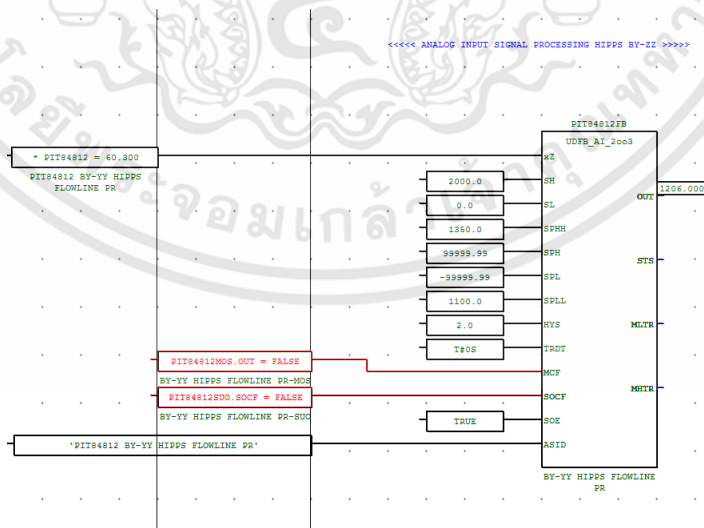 <<<<< ANALOG INPUT SIGNAL PROCESSING HIPPS BY-ZZ >>>>>
PIT84812FB
UDFB_AI_2oo3
* PIT84812 = 60.300
xZ
PIT84812 BY-YY HIPPS
FLOWLINE PR
2000.0
SH
1206.000
OUT
0.0
SL
1350.0
SPHH
99999.99
SPH
STS
-99999.99
SPL
1100.0
SPLL
2.0
HYS
MLTR
T#0S
TRDT
PIT84812MOS.OUT = FALSE
MCF
BY-YY HIPPS FLOWLINE PR-MOS
MHTR
PIT84812SUO.SOCF = FALSE
SOCF
BY-YY HIPPS FLOWLINE PR-SUO
TRUE
SOE
'PIT84812 BY-YY HIPPS FLOWLINE PR'
ASID
BY-YY HIPPS FLOWLINE
PR